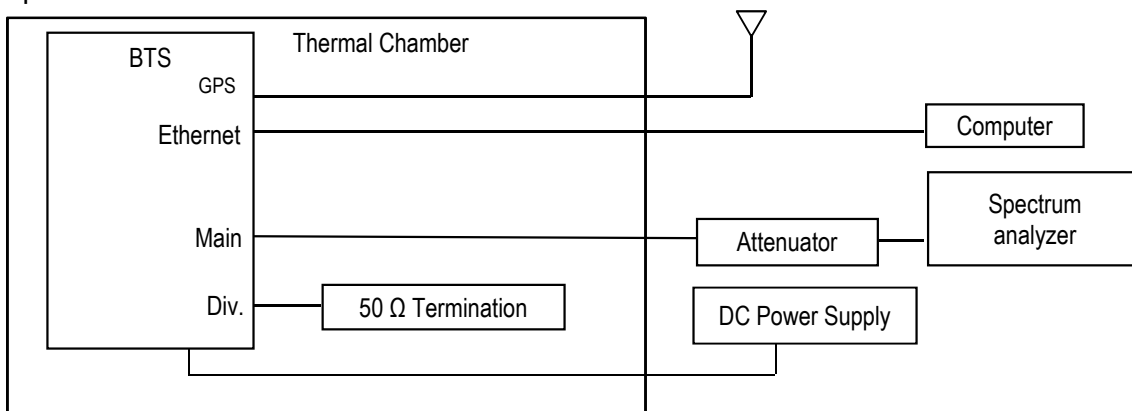 Thermal Chamber
BTS
GPS
Ethernet
Computer
Main
Attenuator
Spectrum
analyzer
Div.
50 Ω Termination
DC Power Supply